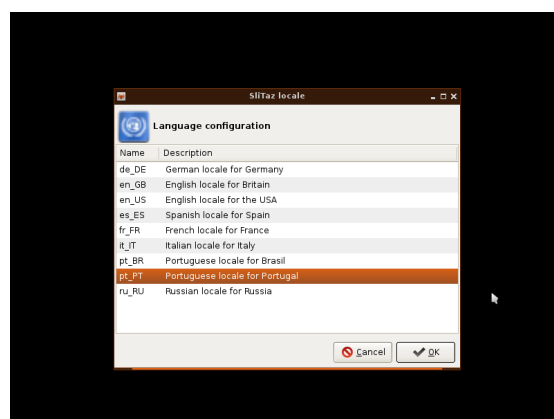 SliTaz locale
Language configuration
Name Description
de_DE German locale for Germany
en_GB English locale for Britain
en_US English locale for the USA
es_ES Spanish locale for Spain
fr_FR French locale for France
it_IT Italian locale for Italy
pt_BR Portuguese locale for Brasil
pt_PT Portuguese locale for Portugal
ru_RU Russian locale for Russia
Cancel OK